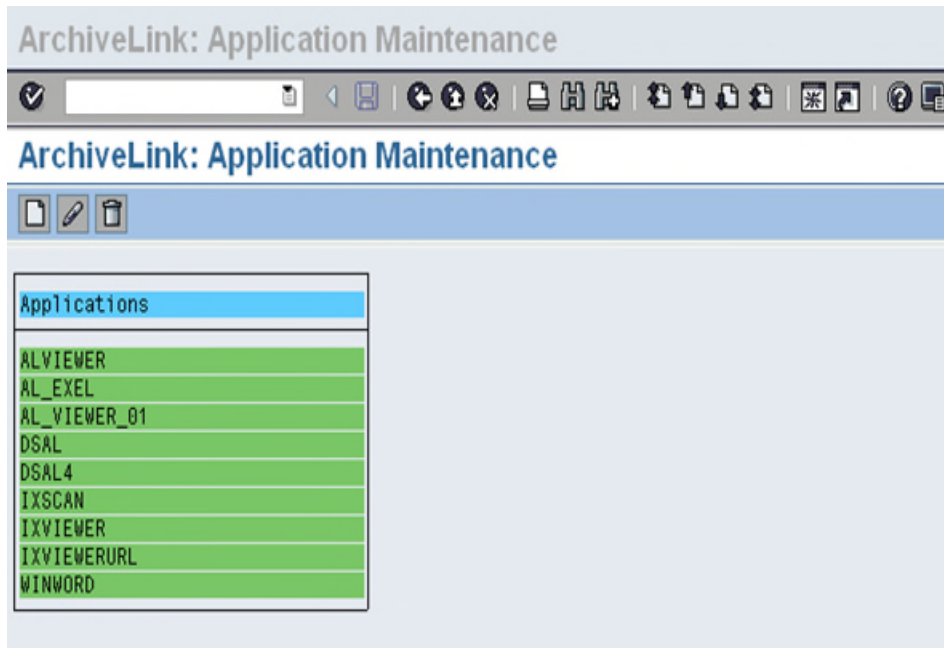 ArchiveLink: Application Maintenance
ArchiveLink: Application Maintenance
Applications
ALVIEWER
AL_EXEL
AL_VIEWER_01
DSAL
DSAL4
IXSCAN
IXVIEWER
IXVIEWERURL
WINWORD